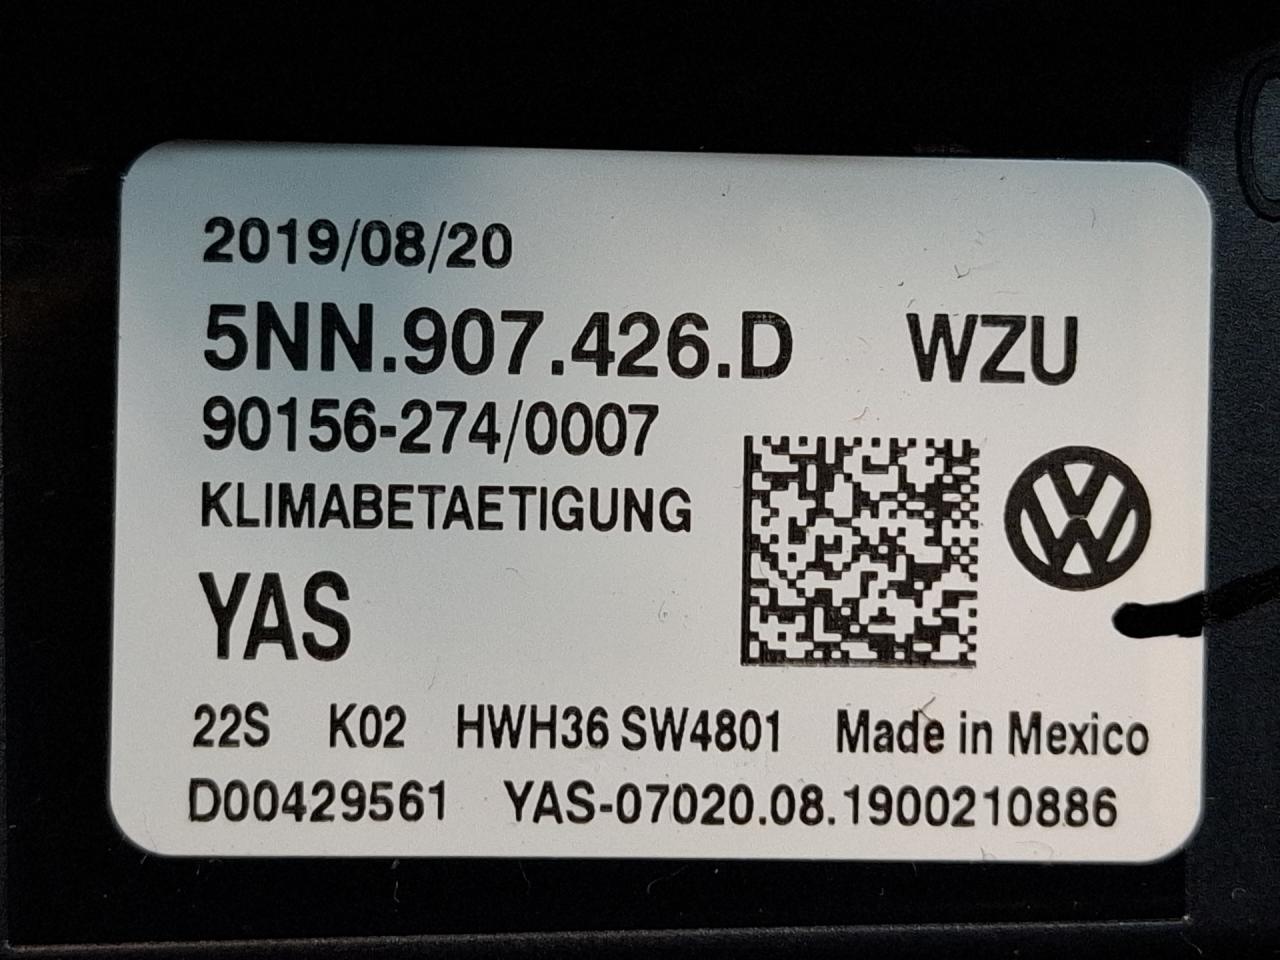 2019/08/20
5NN.907.426.D WZU
90156-274/0007
KLIMABETAETIGUNG
YAS
22S K02 HWH36 SW4801 Made in Mexico
D00429561 YAS-07020.08.1900210886